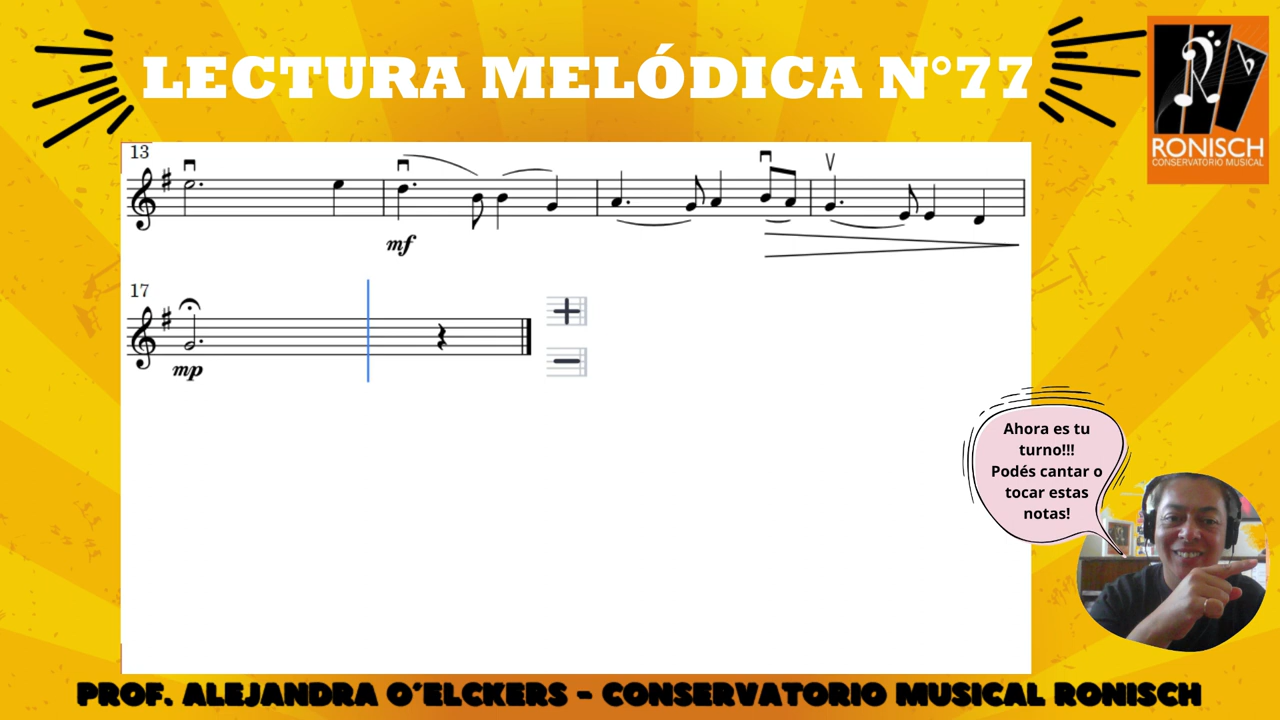 LECTURA MELÓDICA N°77
RONISCH
CONSERVATORIO MUSICAL
13
mf
17
mp
Ahora es tu
turno!!!
Podés cantar o
tocar estas
notas!
PROF. ALEJANDRA O'ELCKERS - CONSERVATORIO MUSICAL RONISCH